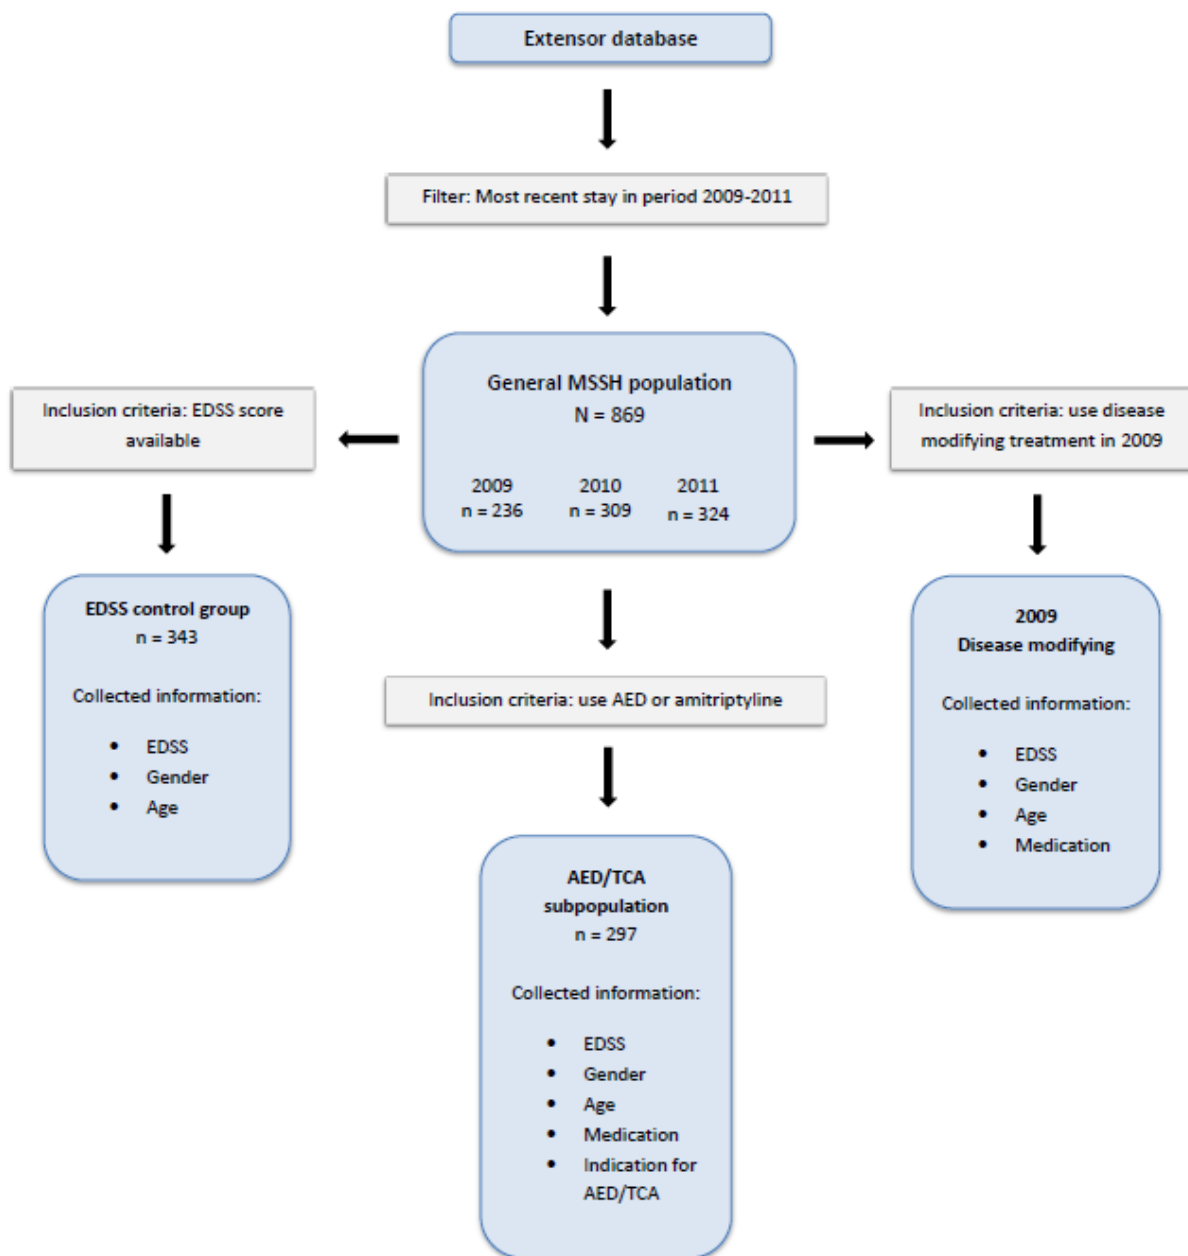 Extensor database
Filter: Most recent stay in period 2009-2011
General MSSH population
N = 869
2009
n = 236
2010
n = 309
2011
n = 324
Inclusion criteria: EDSS score
available
EDSS control group
n = 343
Collected information:
• EDSS
• Gender
• Age
Inclusion criteria: use AED or amitriptyline
AED/TCA
subpopulation
n = 297
Collected information:
• EDSS
• Gender
• Age
• Medication
• Indication for
AED/TCA
Inclusion criteria: use disease
modifying treatment in 2009
2009
Disease modifying
Collected information:
• EDSS
• Gender
• Age
• Medication